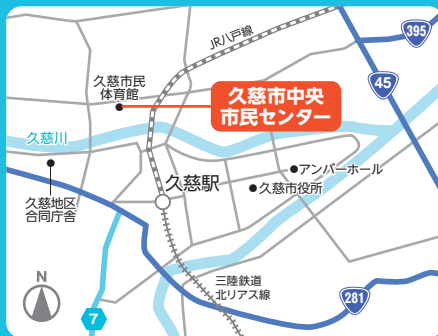 JR八戸線
395
45
久慈市民
体育館
久慈市中央
市民センター
久慈川
アンバーホール
久慈駅
久慈市役所
久慈地区
合同庁舎
三陸鉄道
北リアス線
281
N
7